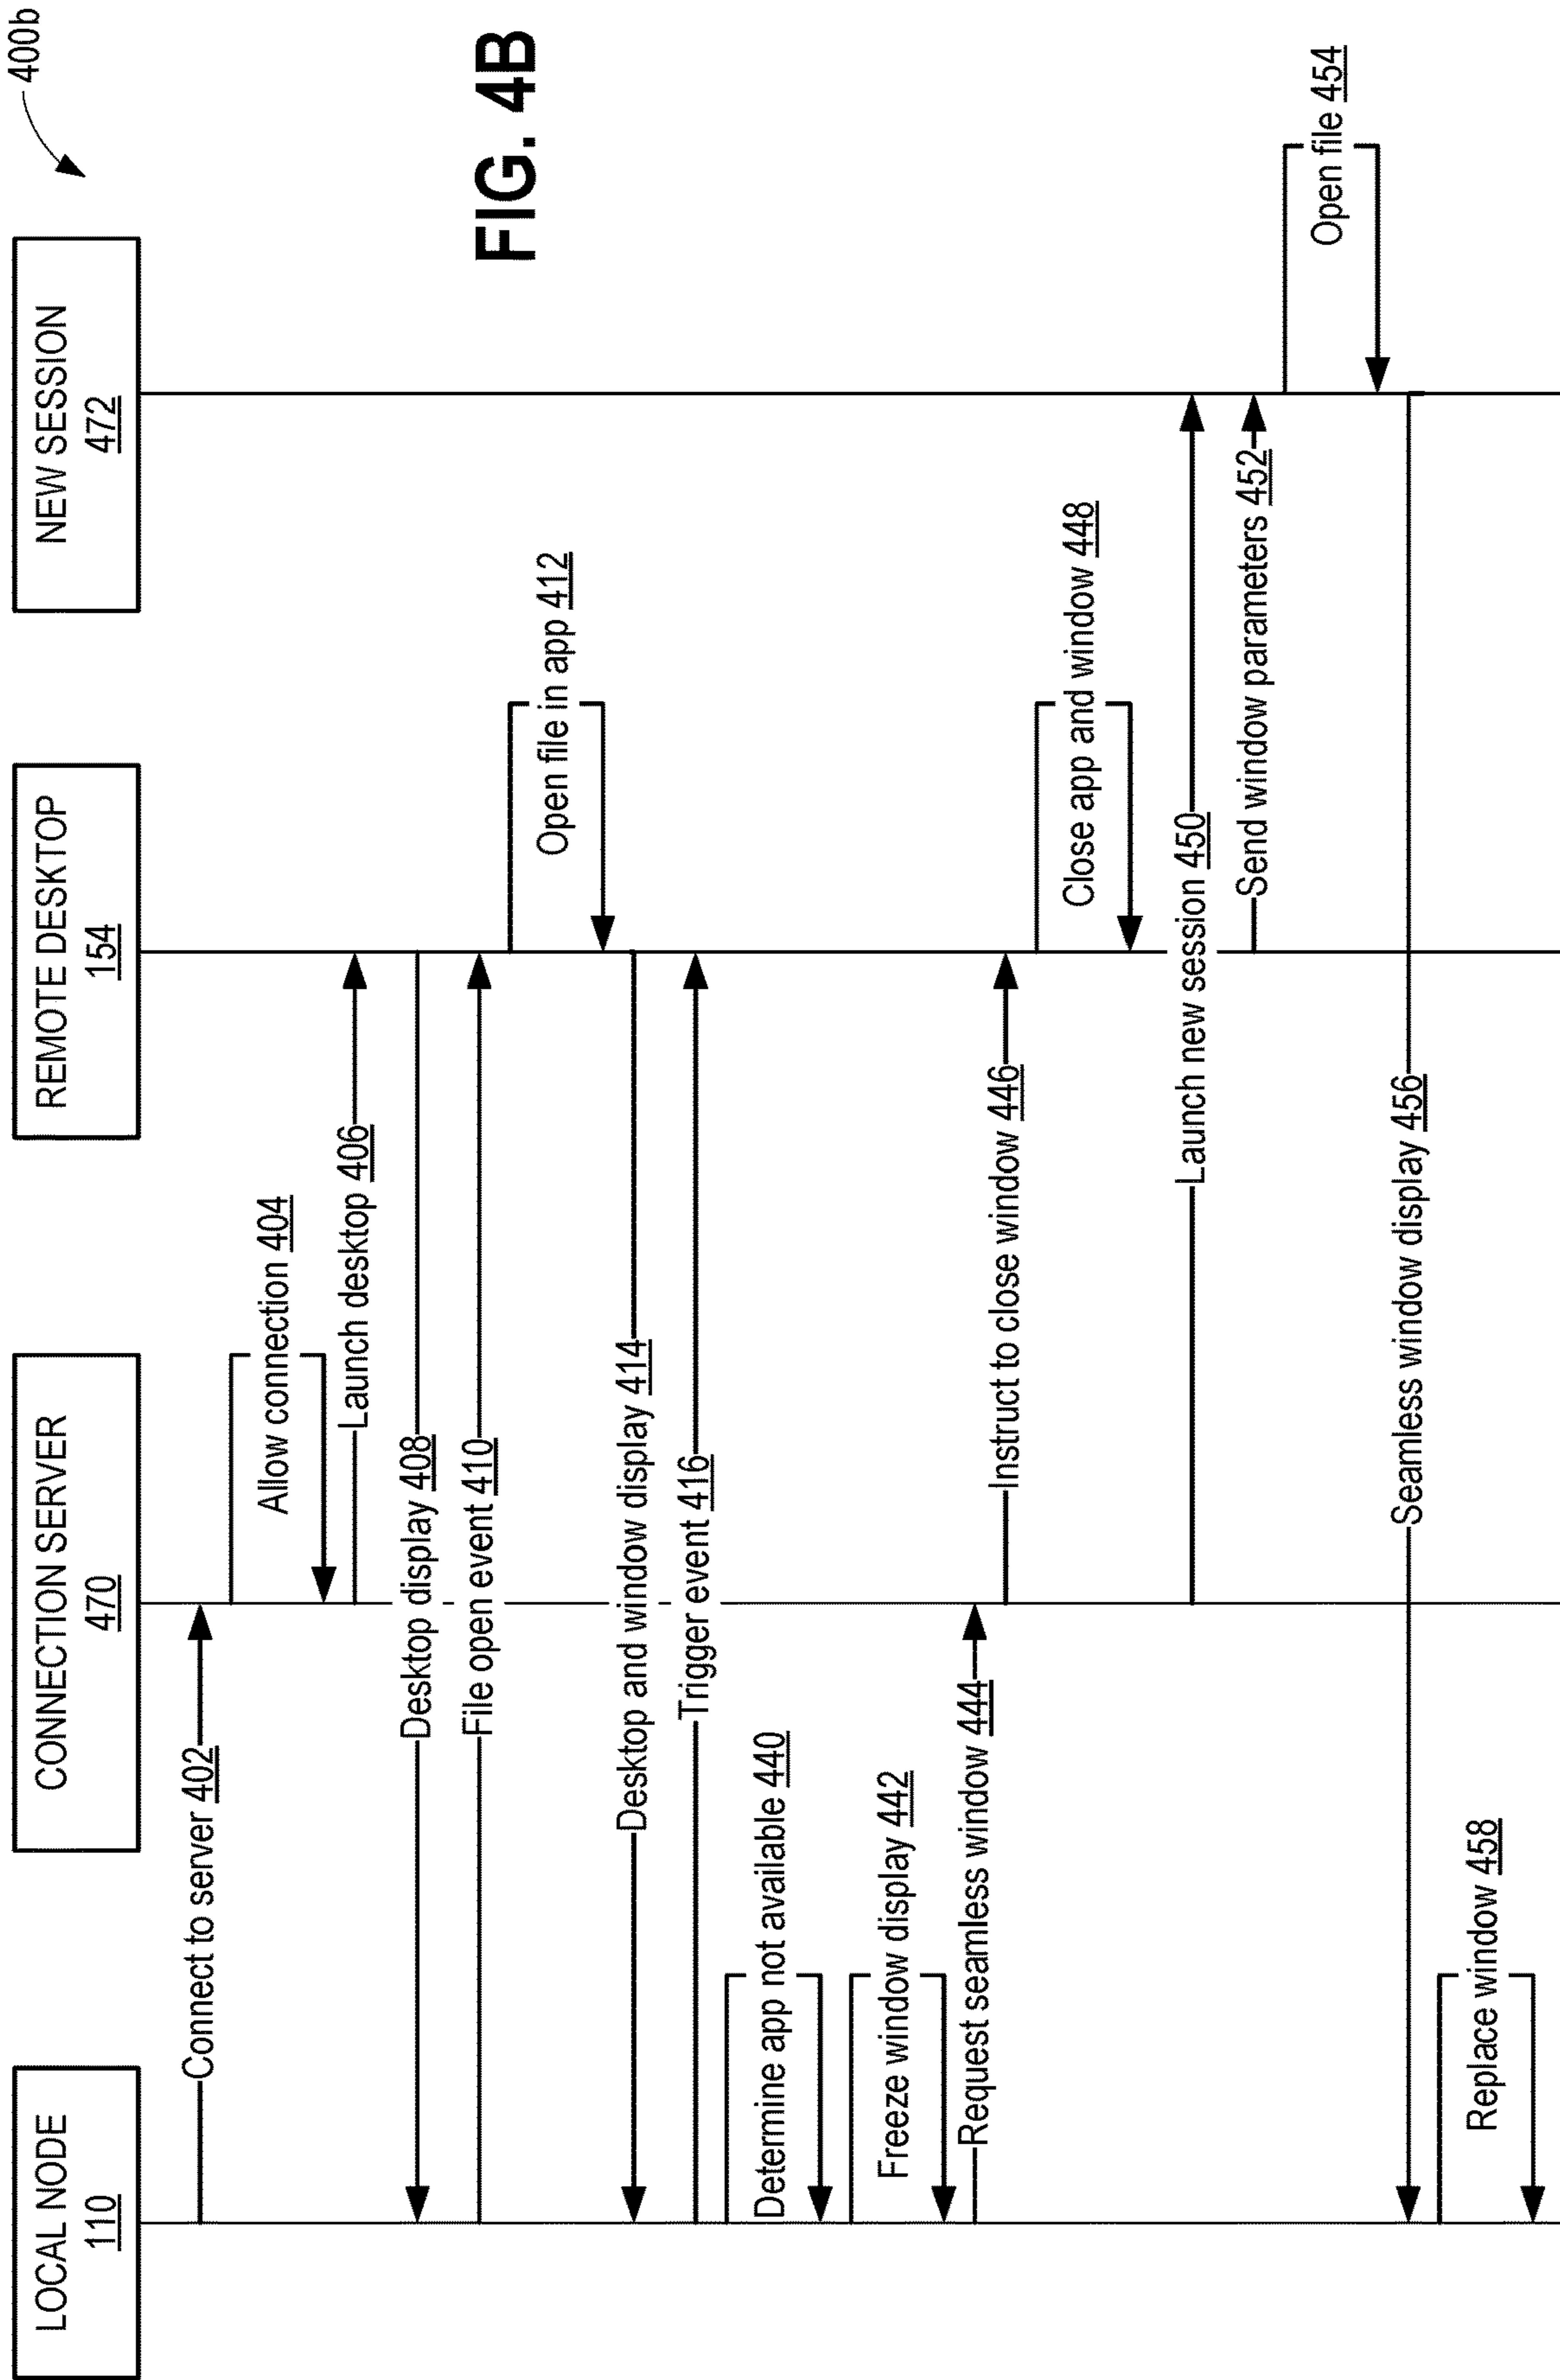 400b
LOCAL NODE
110
CONNECTION SERVER
470
REMOTE DESKTOP
154
NEW SESSION
472
Connect to server 402
Allow connection 404
Launch desktop 406
Desktop display 408
File open event 410
FIG. 4B
Open file in app 412
Desktop and window display 414
Trigger event 416
Determine app not available 440
Freeze window display 442
Request seamless window 444
Instruct to close window 446
Close app and window 448
Launch new session 450
Send window parameters 452
Open file 454
Seamless window display 456
Replace window 458